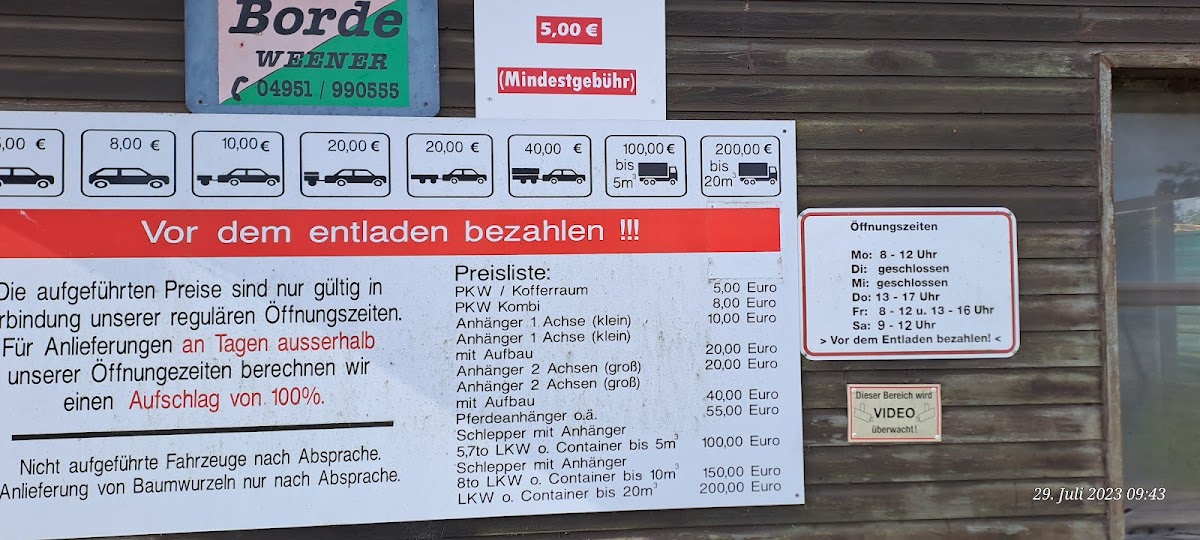 Borde
WEENER
04951 / 990555
5,00 €
(Mindestgebühr)
5,00 €
8,00 €
10,00 €
20,00 €
20,00 €
40,00 €
100,00 €
bis
5m³
200,00 €
bis
20m³
Vor dem entladen bezahlen !!!
Die aufgeführten Preise sind nur gültig in
rbindung unserer regulären Öffnungszeiten.
Für Anlieferungen an Tagen ausserhalb
unserer Öffnungezeiten berechnen wir
einen Aufschlag von 100%.
Nicht aufgeführte Fahrzeuge nach Absprache.
Anlieferung von Baumwurzeln nur nach Absprache.
Preisliste:
PKW / Kofferraum 5,00 Euro
PKW Kombi 8,00 Euro
Anhänger 1 Achse (klein) 10,00 Euro
Anhänger 1 Achse (klein)
mit Aufbau 20,00 Euro
Anhänger 2 Achsen (groß) 20,00 Euro
Anhänger 2 Achsen (groß)
mit Aufbau 40,00 Euro
Pferdeanhänger o.ä. 55,00 Euro
Schlepper mit Anhänger
5,7to LKW o. Container bis 5m³ 100,00 Euro
Schlepper mit Anhänger
8to LKW o. Container bis 10m³ 150,00 Euro
LKW o. Container bis 20m³ 200,00 Euro
Öffnungszeiten
Mo: 8 - 12 Uhr
Di: geschlossen
Mi: geschlossen
Do: 13 - 17 Uhr
Fr: 8 - 12 u. 13 - 16 Uhr
Sa: 9 - 12 Uhr
> Vor dem Entladen bezahlen! <
Dieser Bereich wird
VIDEO
überwacht!
29. Juli 2023 09:43